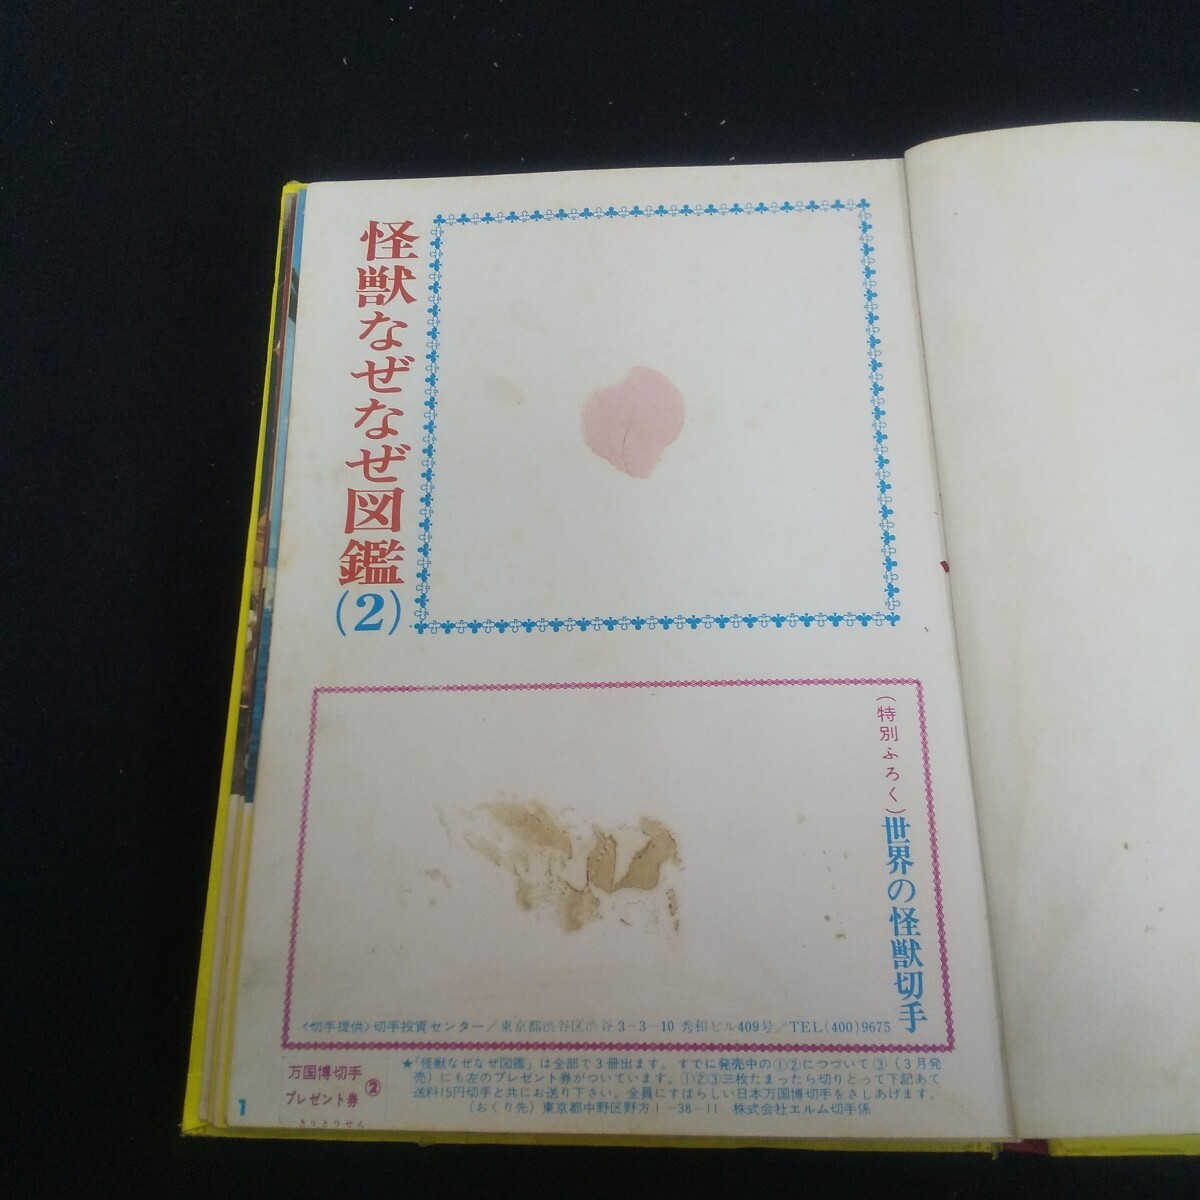 怪獣なぜなぜ図鑑(2)
(特別ふろく)世界の怪獣切手
〈切手提供〉切手投資センター/東京都渋谷区渋谷3-3-10 秀和ビル409号/TEL(400)9675
万国博切手
プレゼント券
②
きりとりせん
★「怪獣なぜなぜ図鑑」は全部で3冊出ます。すでに発売中の①②につづいて③(3月発
売)にも左のプレゼント券がついています。①②③三枚たまったら切りとって下記あて
送料15円切手と共にお送り下さい。全員にすばらしい日本万国博切手をさしあげます。
(おくり先)東京都中野区野方1-38-11 株式会社エルム切手係
1